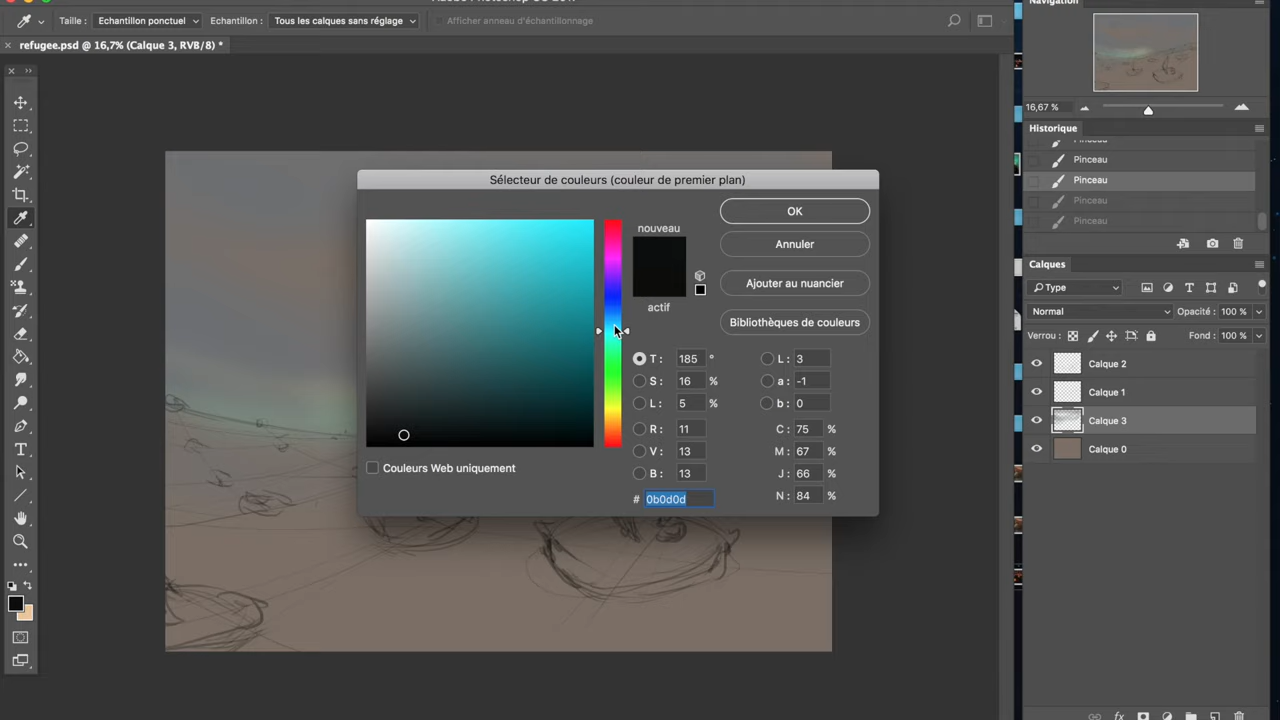 Taille : Echantillon ponctuel Echantillon : Tous les calques sans réglage Afficher anneau d'échantillonnage
refugee.psd @ 16,7% (Calque 3, RVB/8) *
Navigation
16,67 %
Historique
Pinceau
Pinceau
Pinceau
Pinceau
Pinceau
Calques
Type
Normal Opacité : 100 %
Verrou : Fond : 100 %
Calque 2
Calque 1
Calque 3
Calque 0
fx
Sélecteur de couleurs (couleur de premier plan)
nouveau
actif
OK
Annuler
Ajouter au nuancier
Bibliothèques de couleurs
T : 185 ° L : 3
S : 16 % a : -1
L : 5 % b : 0
R : 11 C : 75 %
V : 13 M : 67 %
B : 13 J : 66 %
# 0b0d0d N : 84 %
Couleurs Web uniquement